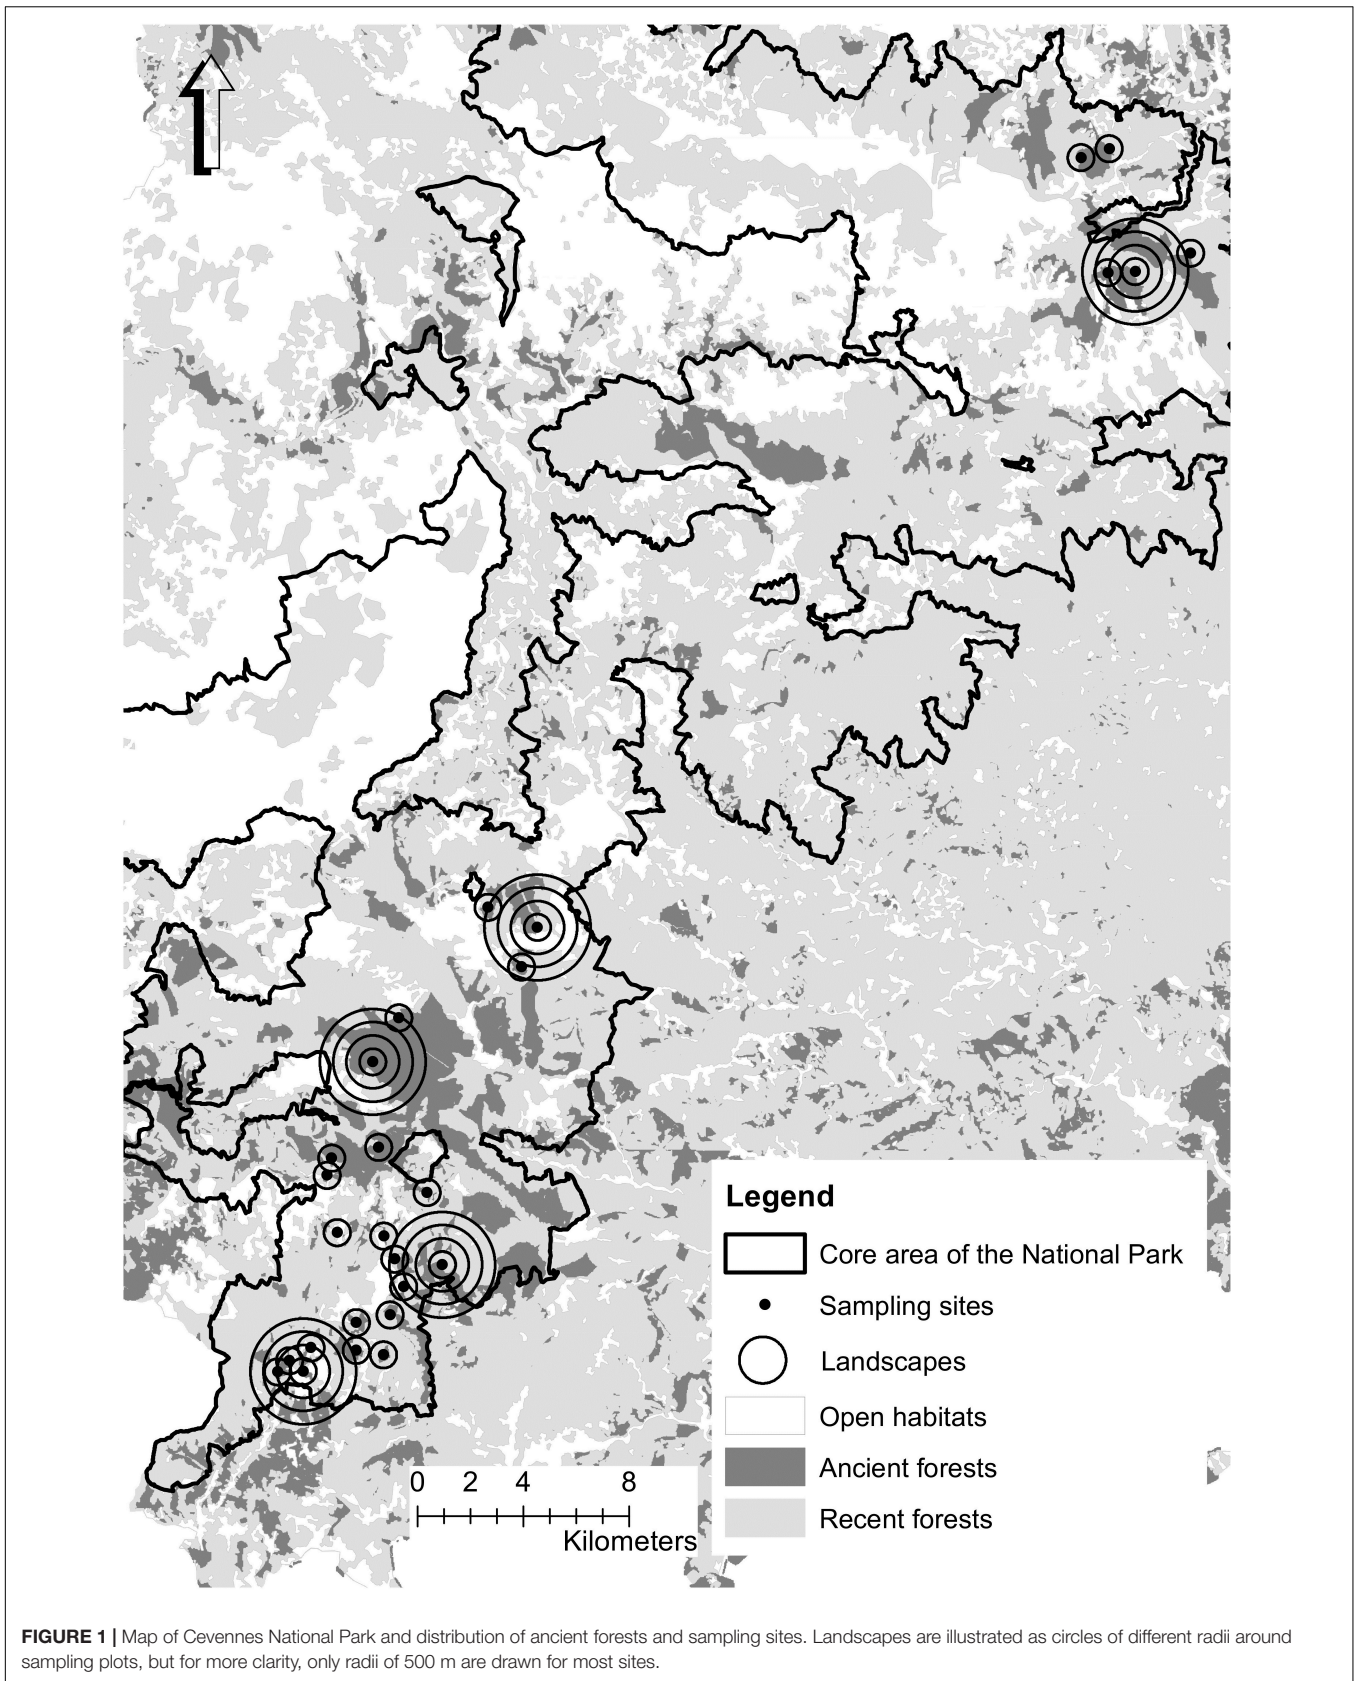 Legend
Core area of the National Park
Sampling sites
Landscapes
Open habitats
Ancient forests
Recent forests
0 2 4 8
Kilometers
FIGURE 1 | Map of Cevennes National Park and distribution of ancient forests and sampling sites. Landscapes are illustrated as circles of different radii around
sampling plots, but for more clarity, only radii of 500 m are drawn for most sites.